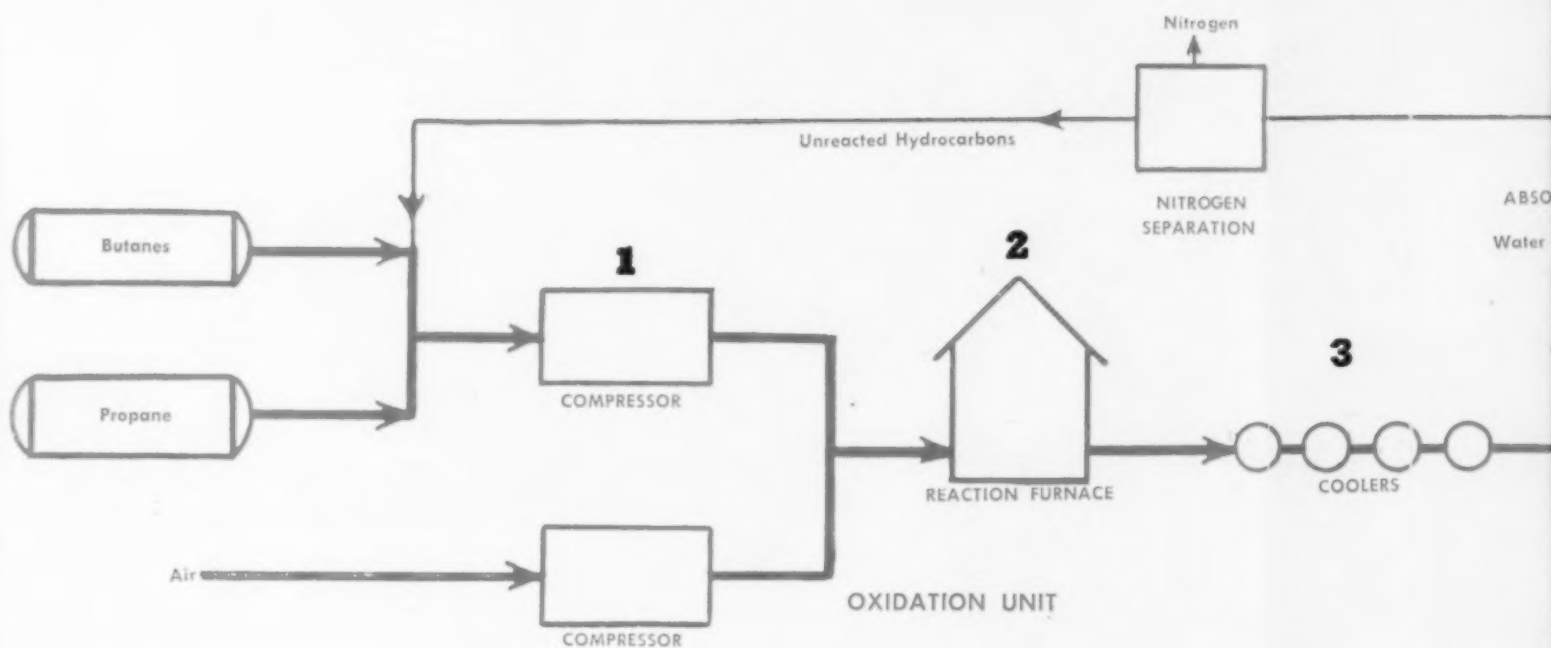 Nitrogen
Unreacted Hydrocarbons
NITROGEN
SEPARATION
ABSO
Water
Butanes
1
2
3
Propane
COMPRESSOR
REACTION FURNACE
COOLERS
Air
OXIDATION UNIT
COMPRESSOR